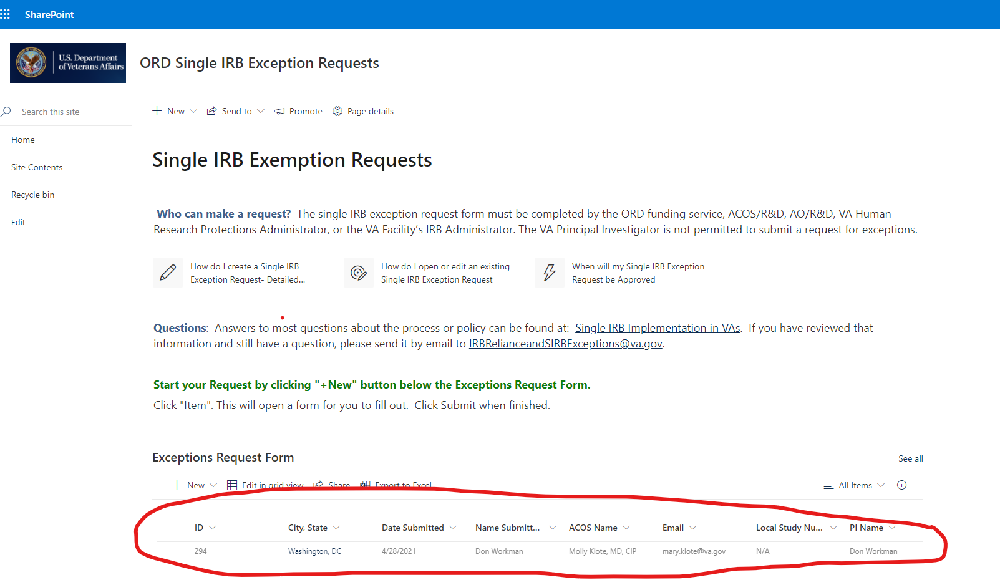 SharePoint
U.S. Department
of Veterans Affairs
ORD Single IRB Exception Requests
Search this site
New
Send to
Promote
Page details
Home
Site Contents
Recycle bin
Edit
Single IRB Exemption Requests
Who can make a request?  The single IRB exception request form must be completed by the ORD funding service, ACOS/R&D, AO/R&D, VA Human
Research Protections Administrator, or the VA Facility’s IRB Administrator. The VA Principal Investigator is not permitted to submit a request for exceptions.
How do I create a Single IRB
Exception Request- Detailed...
How do I open or edit an existing
Single IRB Exception Request
When will my Single IRB Exception
Request be Approved
Questions:  Answers to most questions about the process or policy can be found at:  Single IRB Implementation in VAs.  If you have reviewed that
information and still have a question, please send it by email to IRBRelianceandSIRBExceptions@va.gov.
Start your Request by clicking "+New" button below the Exceptions Request Form.
Click "Item". This will open a form for you to fill out.  Click Submit when finished.
Exceptions Request Form
See all
New
Edit in grid view
Share
Export to Excel
All Items
ID City, State Date Submitted Name Submitt... ACOS Name Email Local Study Nu... PI Name
294 Washington, DC 4/28/2021 Don Workman Molly Klote, MD, CIP mary.klote@va.gov N/A Don Workman